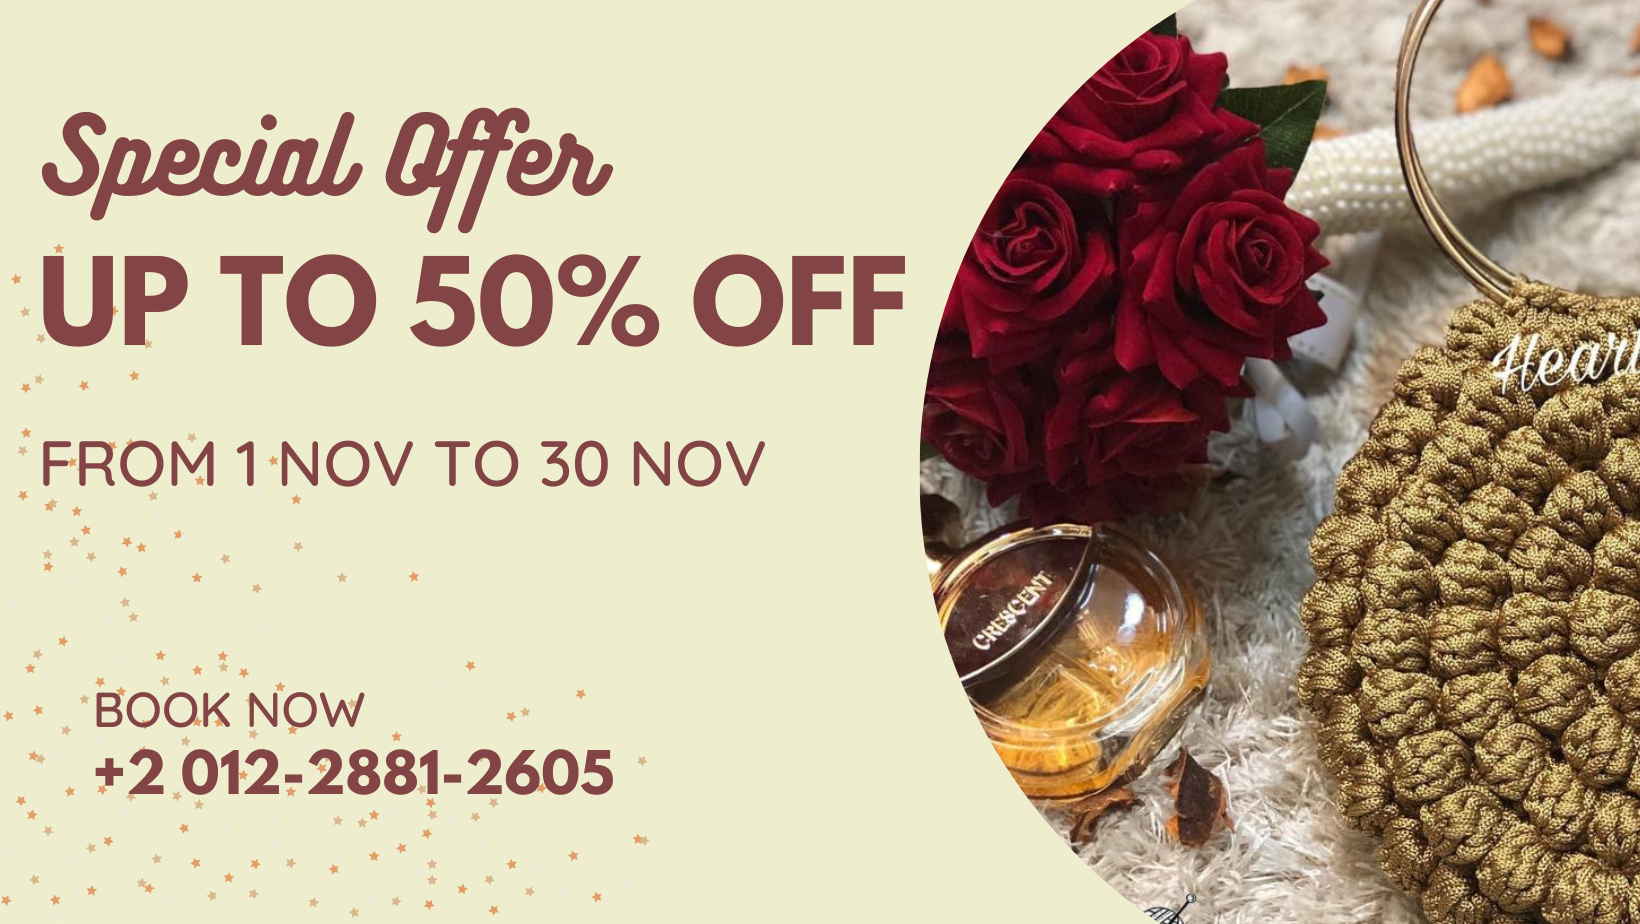 Special Offer
UP TO 50% OFF
FROM 1 NOV TO 30 NOV
BOOK NOW
+2 012-2881-2605
CRESCENT